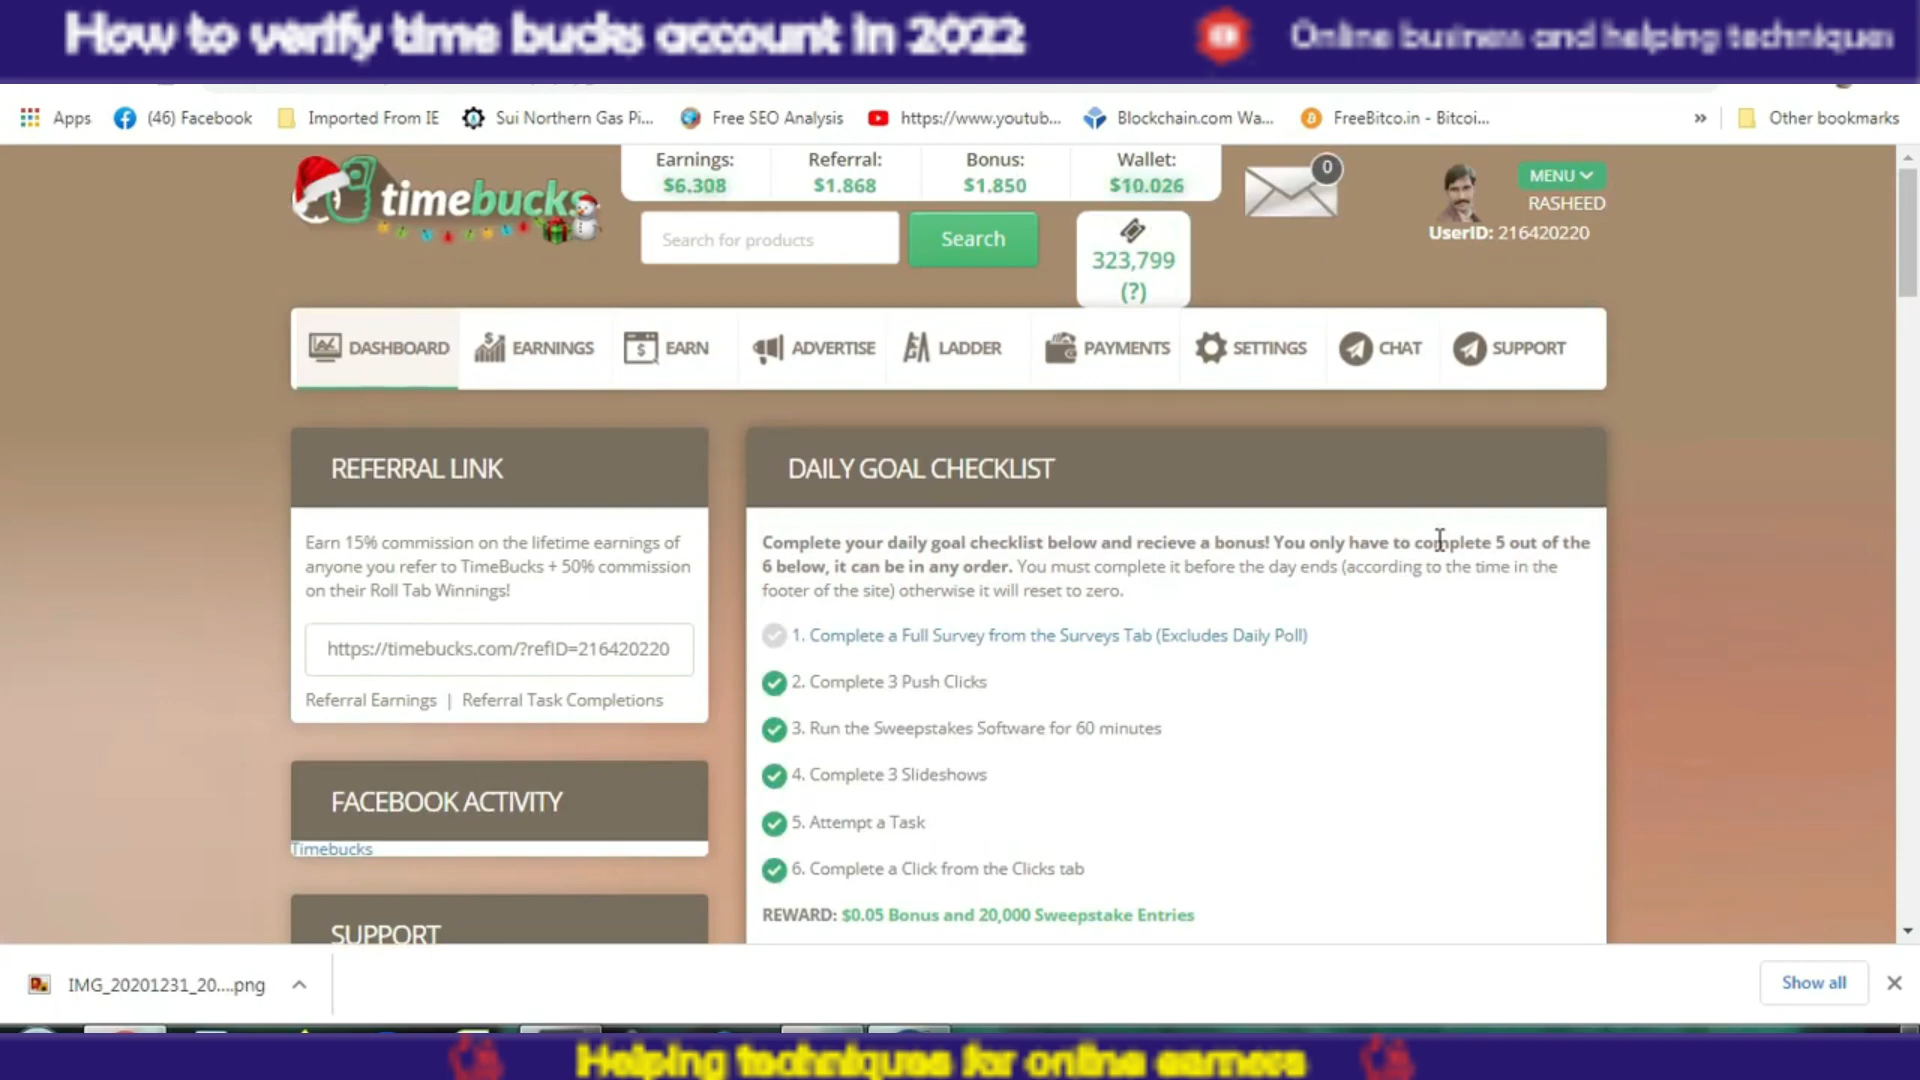 How to verify time bucks account in 2022
Online business and helping techniques
Apps
(46) Facebook
Imported From IE
Sui Northern Gas Pi...
Free SEO Analysis
https://www.youtub...
Blockchain.com Wa...
FreeBitco.in - Bitcoi...
»
Other bookmarks
timebucks
Earnings:
$6.308
Referral:
$1.868
Bonus:
$1.850
Wallet:
$10.026
0
MENU
RASHEED
UserID: 216420220
Search for products
Search
323,799
(?)
DASHBOARD
EARNINGS
EARN
ADVERTISE
LADDER
PAYMENTS
SETTINGS
CHAT
SUPPORT
REFERRAL LINK
Earn 15% commission on the lifetime earnings of
anyone you refer to TimeBucks + 50% commission
on their Roll Tab Winnings!
https://timebucks.com/?refID=216420220
Referral Earnings | Referral Task Completions
FACEBOOK ACTIVITY
Timebucks
SUPPORT
DAILY GOAL CHECKLIST
Complete your daily goal checklist below and recieve a bonus! You only have to complete 5 out of the
6 below, it can be in any order. You must complete it before the day ends (according to the time in the
footer of the site) otherwise it will reset to zero.
1. Complete a Full Survey from the Surveys Tab (Excludes Daily Poll)
2. Complete 3 Push Clicks
3. Run the Sweepstakes Software for 60 minutes
4. Complete 3 Slideshows
5. Attempt a Task
6. Complete a Click from the Clicks tab
REWARD: $0.05 Bonus and 20,000 Sweepstake Entries
IMG_20201231_20....png
Show all
Helping techniques for online earners